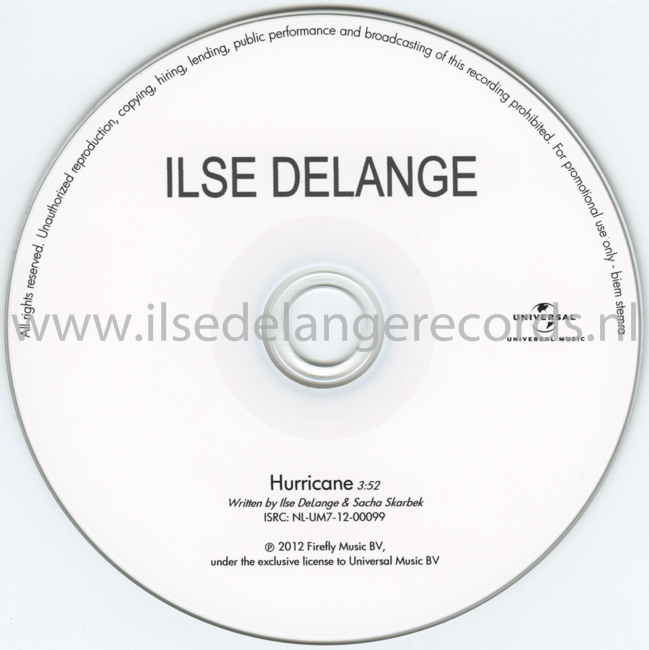 All rights reserved. Unauthorized reproduction, copying, hiring, lending, public performance and broadcasting of this recording prohibited. For promotional use only - biem stemra
ILSE DELANGE
www.ilsedelangerecords.nl
UNIVERSAL
UNIVERSAL MUSIC
Hurricane 3:52
Written by Ilse DeLange & Sacha Skarbek
ISRC: NL-UM7-12-00099
℗ 2012 Firefly Music BV,
under the exclusive license to Universal Music BV